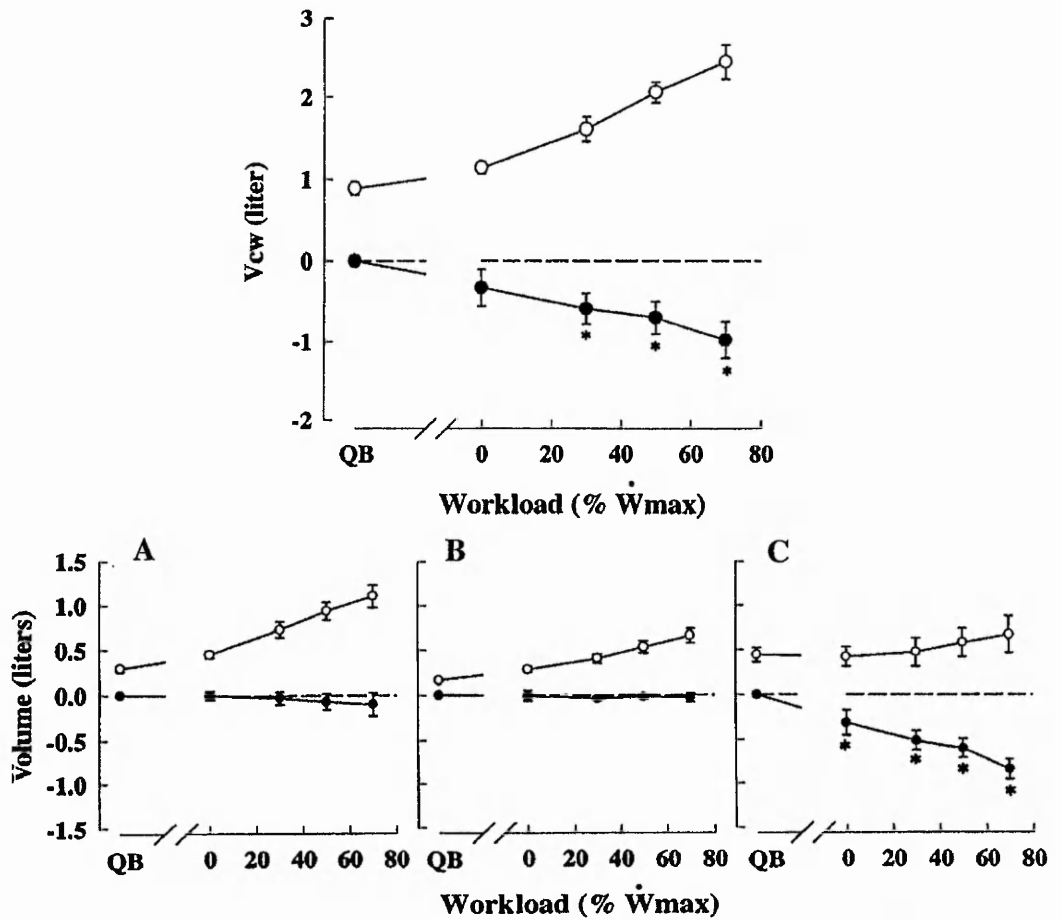 3
2
1
0
-1
-2
Vcw (liter)
* * *
QB 0 20 40 60 80
Workload (% Ẇmax)
A B C
1.5
1.0
0.5
0.0
-0.5
-1.0
-1.5
Volume (liters)
* * * *
QB 0 20 40 60 80 QB 0 20 40 60 80 QB 0 20 40 60 80
Workload (% Ẇmax)